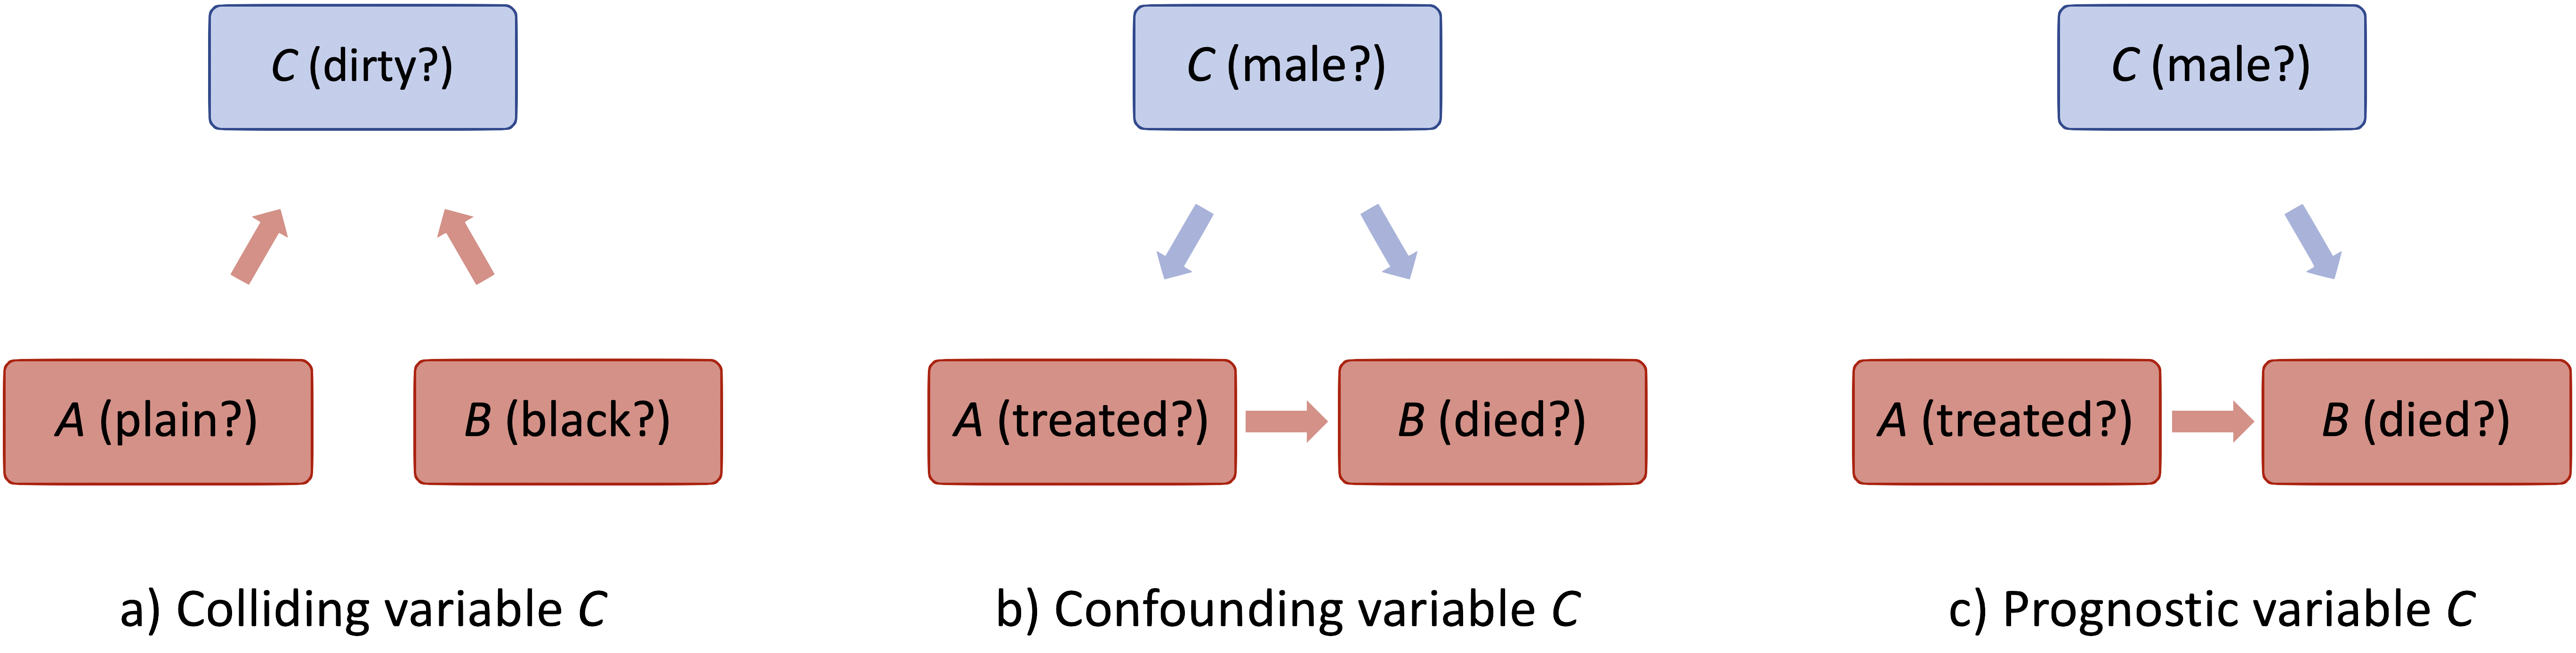 C (dirty?)
C (male?)
C (male?)
A (plain?)
B (black?)
A (treated?)
B (died?)
A (treated?)
B (died?)
a) Colliding variable C
b) Confounding variable C
c) Prognostic variable C